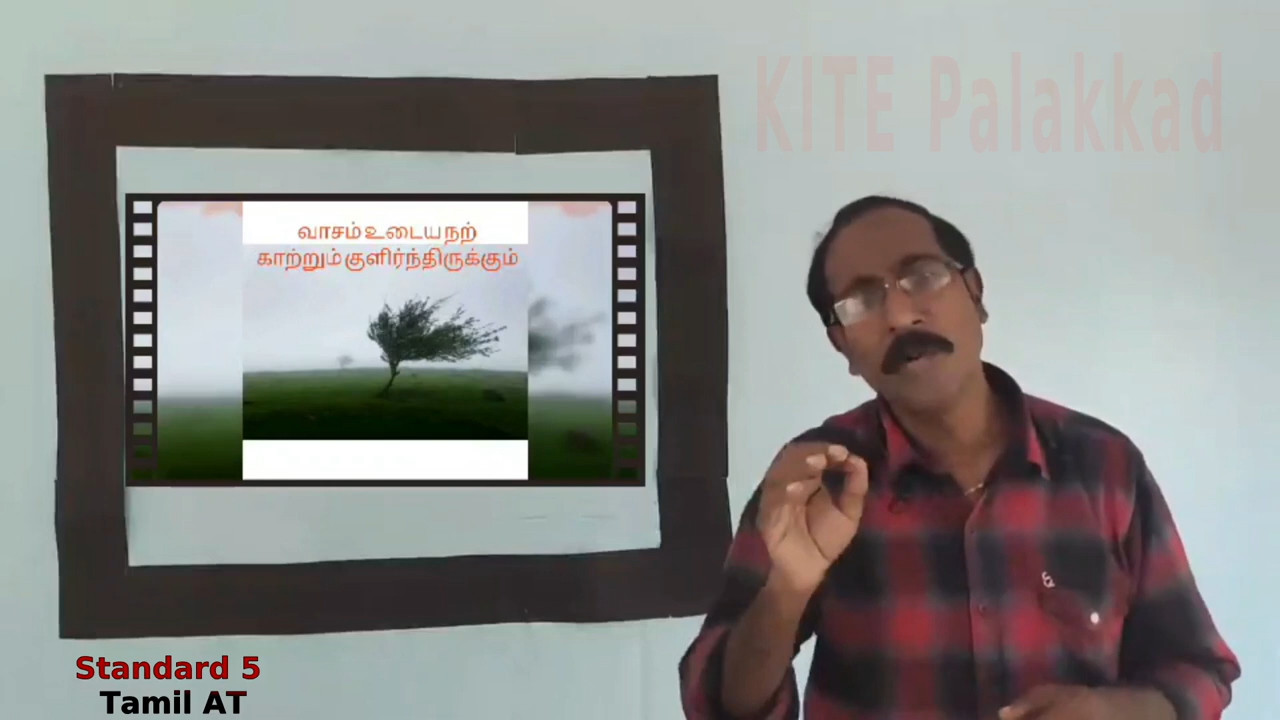 KITE Palakkad
வாசம் உடைய நற்
காற்றும் குளிர்ந்திருக்கும்
Standard 5
Tamil AT